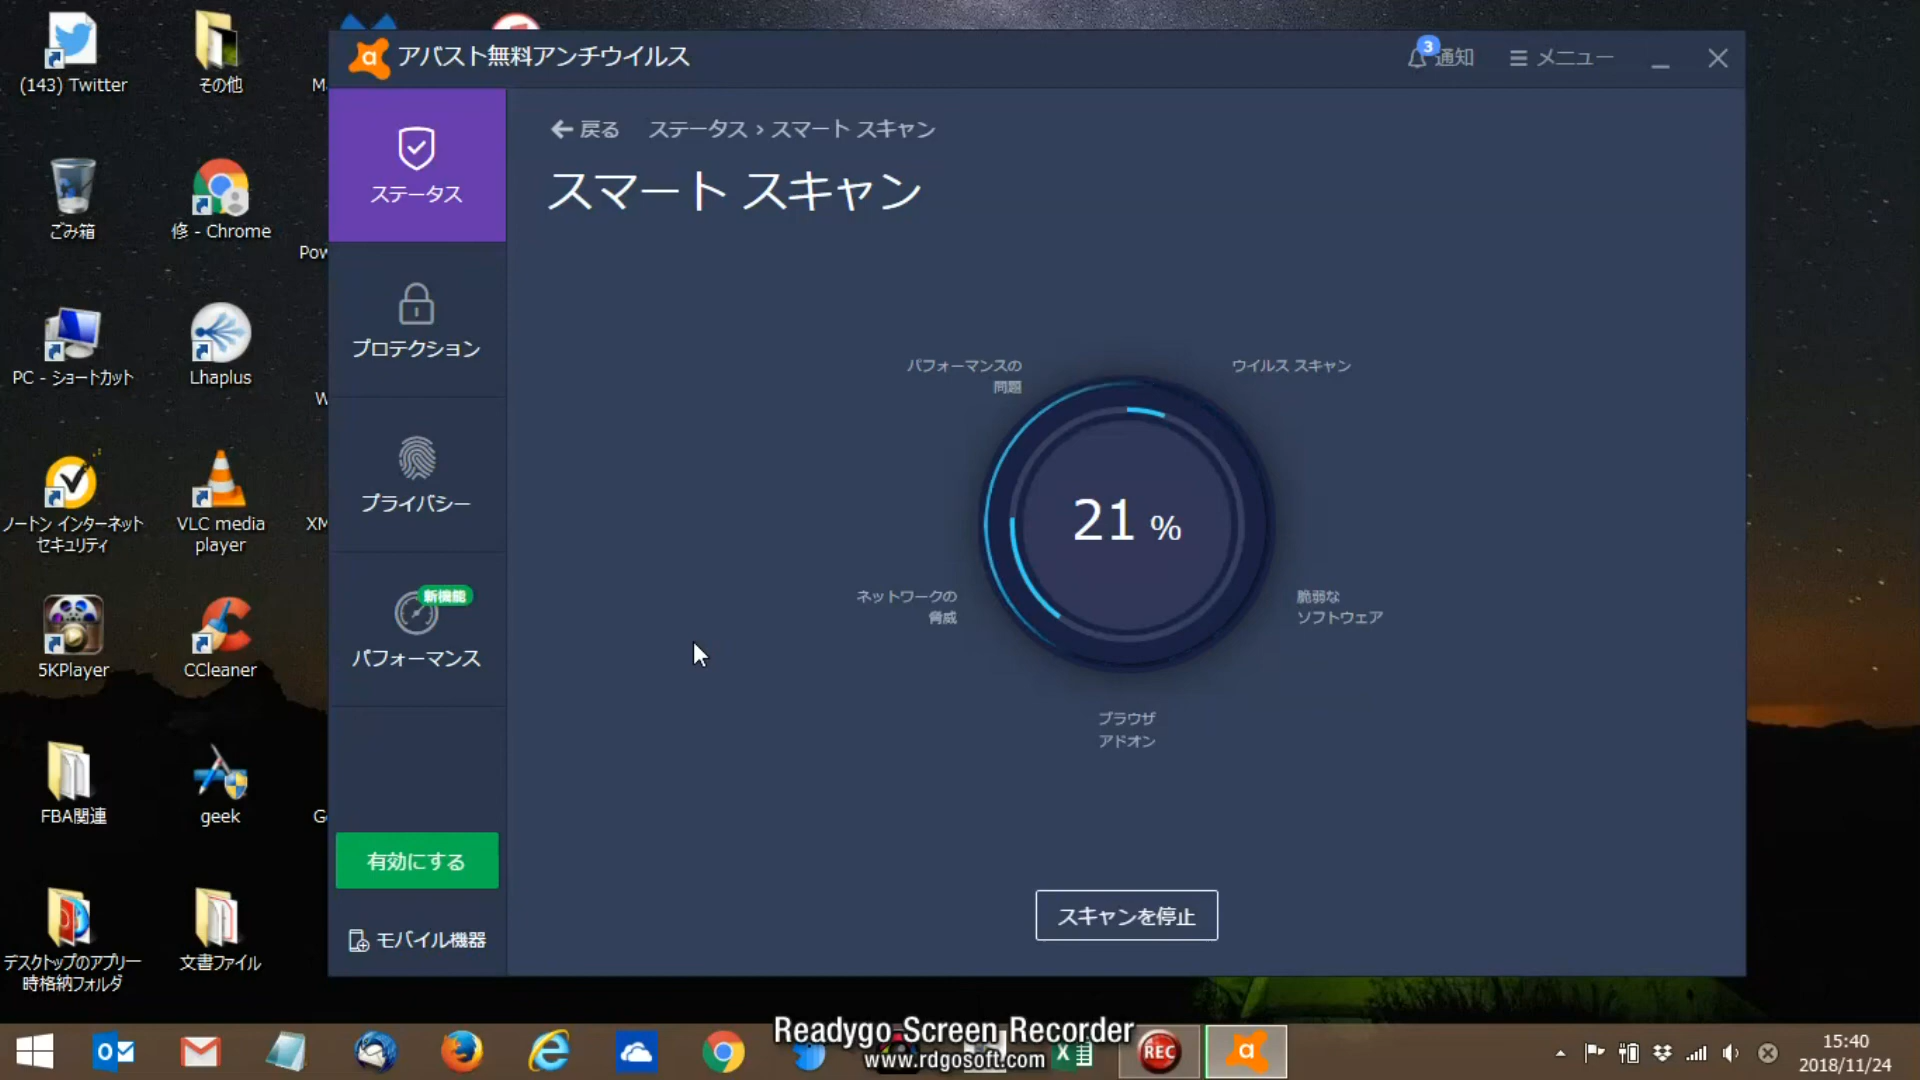 (143) Twitter
その他
M
ごみ箱
修 - Chrome
Pow
PC - ショートカット
Lhaplus
W
ノートン インターネット
セキュリティ
VLC media
player
XM
5KPlayer
CCleaner
FBA関連
geek
G
デスクトップのアプリー
時格納フォルダ
文書ファイル
アバスト無料アンチウイルス
3
通知
メニュー
ステータス
プロテクション
プライバシー
新機能
パフォーマンス
有効にする
モバイル機器
戻る
ステータス › スマート スキャン
スマート スキャン
パフォーマンスの
問題
ウイルス スキャン
21 %
ネットワークの
脅威
脆弱な
ソフトウェア
ブラウザ
アドオン
スキャンを停止
Readygo Screen Recorder
www.rdgosoft.com
REC
15:40
2018/11/24